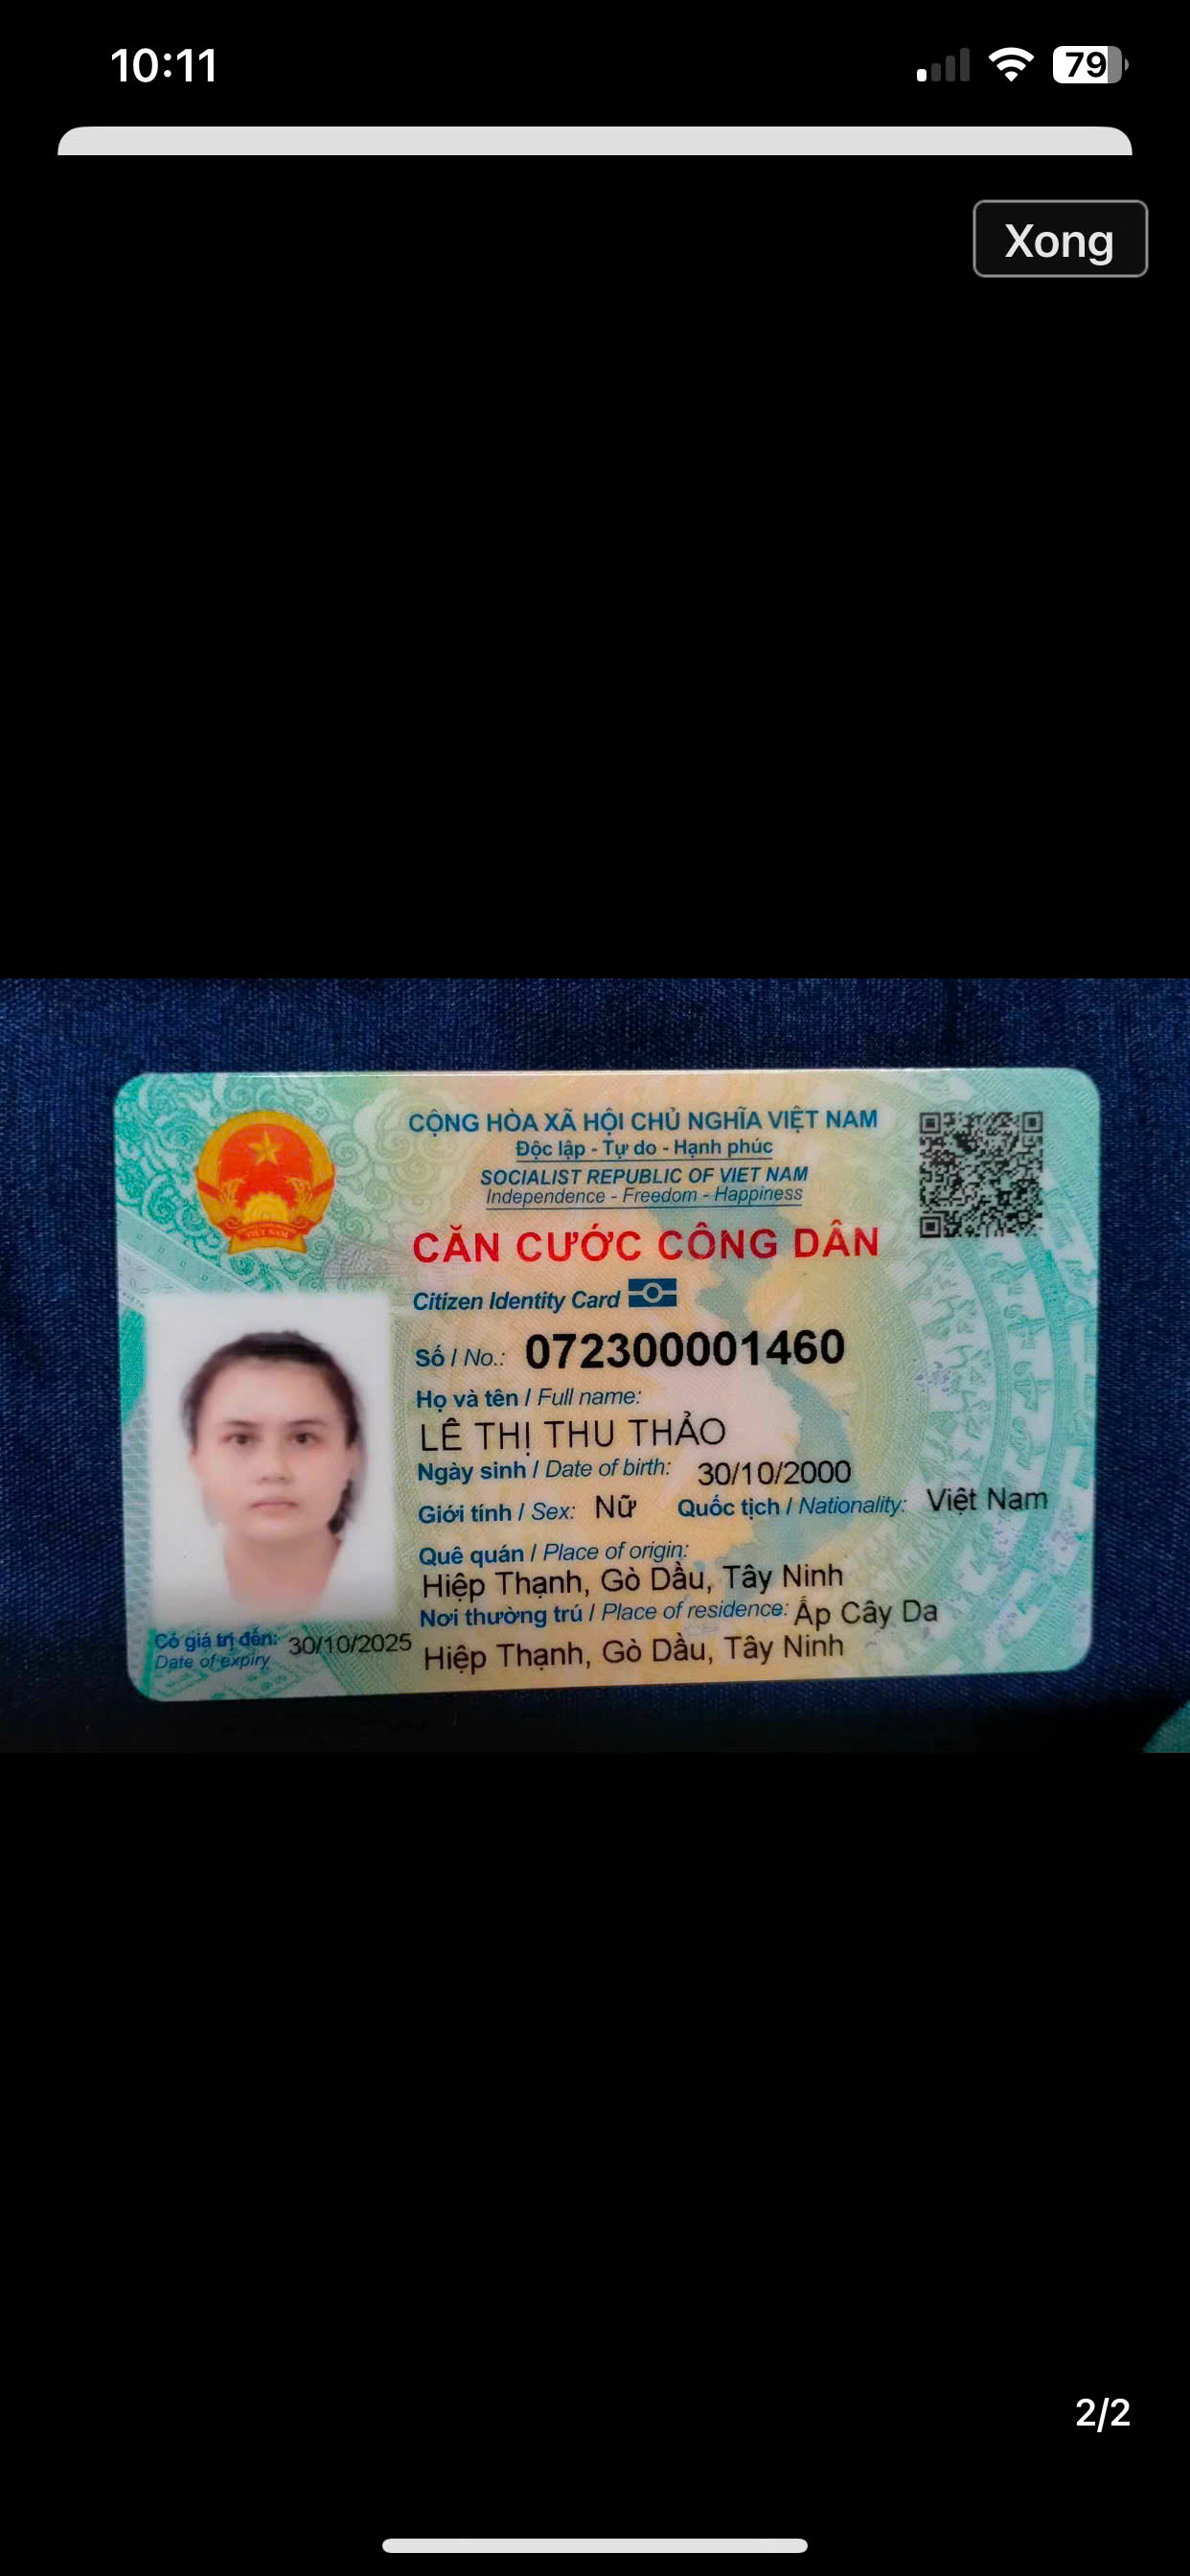 10:11
79
Xong
CỘNG HÒA XÃ HỘI CHỦ NGHĨA VIỆT NAM
Độc lập - Tự do - Hạnh phúc
SOCIALIST REPUBLIC OF VIET NAM
Independence - Freedom - Happiness
CĂN CƯỚC CÔNG DÂN
Citizen Identity Card
Số / No.: 072300001460
Họ và tên / Full name:
LÊ THỊ THU THẢO
Ngày sinh / Date of birth: 30/10/2000
Giới tính / Sex: Nữ Quốc tịch / Nationality: Việt Nam
Quê quán / Place of origin:
Hiệp Thạnh, Gò Dầu, Tây Ninh
Nơi thường trú / Place of residence: Ấp Cây Da
Hiệp Thạnh, Gò Dầu, Tây Ninh
Có giá trị đến: 30/10/2025
Date of expiry
VIỆT NAM
2/2